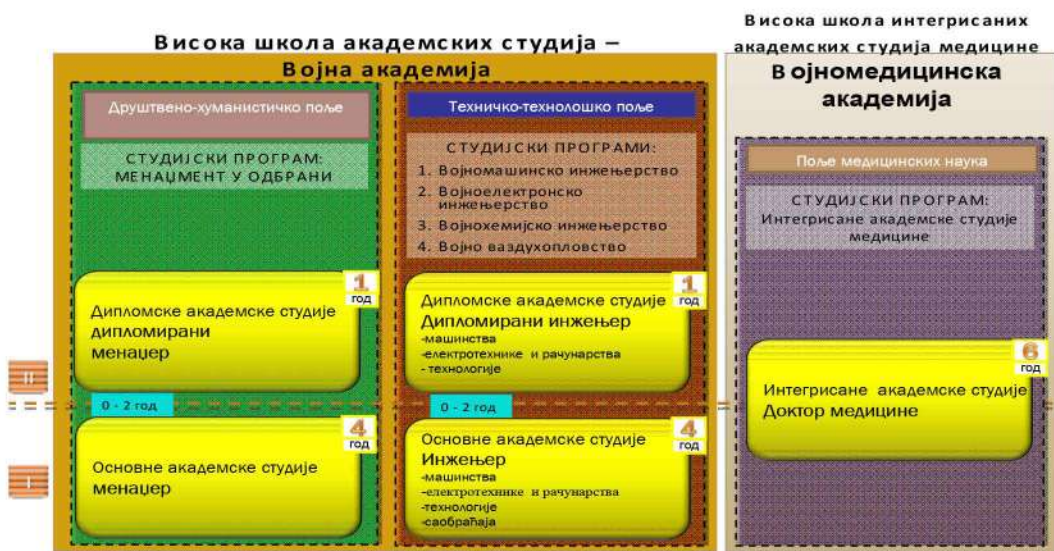 Висока школа академских студија –
Војна академија
Друштвено-хуманистичко поље
СТУДИЈСКИ ПРОГРАМ:
МЕНАЏМЕНТ У ОДБРАНИ
1
год
Дипломске академске студије
дипломирани
менаџер
0 - 2 год
4
год
Основне академске студије
менаџер
Техничко-технолошко поље
СТУДИЈСКИ ПРОГРАМИ:
1. Војномашинско инжењерство
2. Војноелектронско
инжењерство
3. Војнохемијско инжењерство
4. Војно ваздухопловство
1
год
Дипломске академске студије
Дипломирани инжењер
-машинства
-електротехнике и рачунарства
- технологије
0 - 2 год
4
год
Основне академске студије
Инжењер
-машинства
-електротехнике и рачунарства
-технологије
-саобраћаја
Висока школа интегрисаних
академских студија медицине
Војномедицинска
академија
Поље медицинских наука
СТУДИЈСКИ ПРОГРАМ:
Интегрисане академске студије
медицине
6
год
Интегрисане академске студије
Доктор медицине
II
I